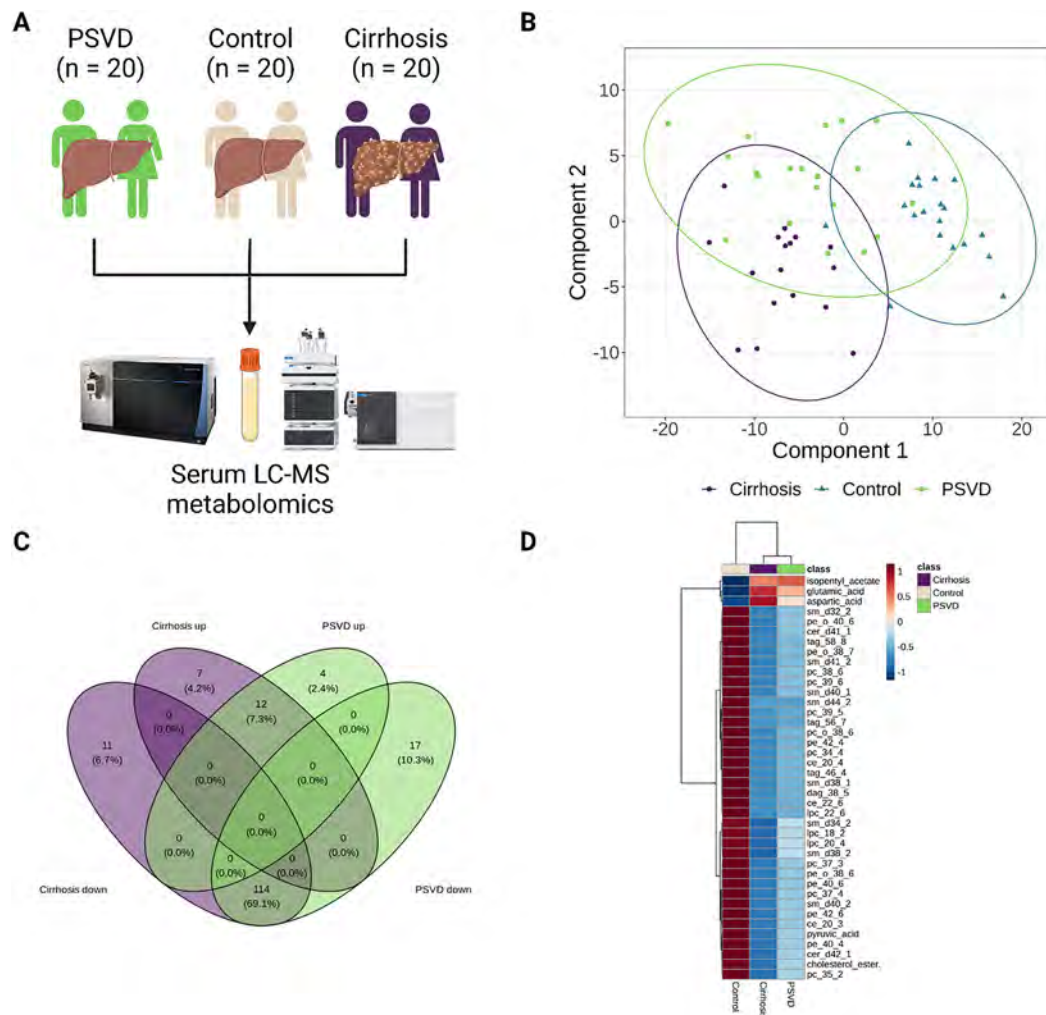 A
PSVD
(n = 20)
Control
(n = 20)
Cirrhosis
(n = 20)
Serum LC-MS
metabolomics
B
10
5
0
-5
-10
-20
-10
0
10
20
Component 2
Component 1
Cirrhosis
Control
PSVD
C
Cirrhosis up
PSVD up
7
(4.2%)
4
(2.4%)
12
(7.3%)
0
(0.0%)
0
(0.0%)
11
(6.7%)
17
(10.3%)
0
(0.0%)
0
(0.0%)
0
(0.0%)
0
(0.0%)
0
(0.0%)
0
(0.0%)
0
(0.0%)
114
(69.1%)
Cirrhosis down
PSVD down
D
class
isopentyl_acetate
glutamic_acid
aspartic_acid
sm_d32_2
pe_o_40_6
cer_d41_1
tag_58_8
pe_o_38_7
sm_d41_2
pc_38_6
pc_39_6
sm_d40_1
sm_d44_2
pc_39_5
tag_56_7
pc_o_38_6
pe_42_4
pc_34_4
ce_20_4
tag_46_4
sm_d38_1
dag_38_5
ce_22_6
lpc_22_6
sm_d34_2
lpc_18_2
lpc_20_4
sm_d38_2
pc_37_3
pe_o_38_6
pe_40_6
pc_37_4
sm_d40_2
pe_42_6
ce_20_3
pyruvic_acid
pe_40_4
cer_d42_1
cholesterol_ester.
pc_35_2
Control
Cirrhosis
PSVD
1
0.5
0
-0.5
-1
class
Cirrhosis
Control
PSVD